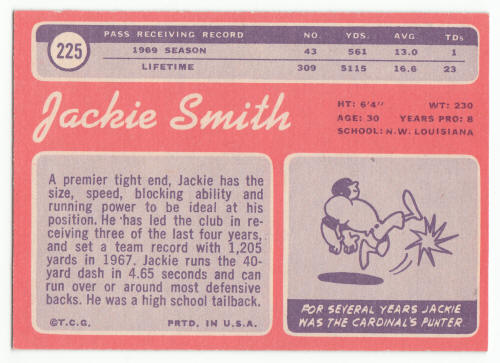 225
PASS RECEIVING RECORD NO. YDS. AVG. TDs
1969 SEASON 43 561 13.0 1
LIFETIME 309 5115 16.6 23
Jackie Smith
HT: 6'4" WT: 230
AGE: 30 YEARS PRO: 8
SCHOOL: N.W. LOUISIANA
A premier tight end, Jackie has the
size, speed, blocking ability and
running power to be ideal at his
position. He has led the club in re-
ceiving three of the last four years,
and set a team record with 1,205
yards in 1967. Jackie runs the 40-
yard dash in 4.65 seconds and can
run over or around most defensive
backs. He was a high school tailback.
©T.C.G. PRTD. IN U.S.A.
FOR SEVERAL YEARS JACKIE
WAS THE CARDINAL'S PUNTER.